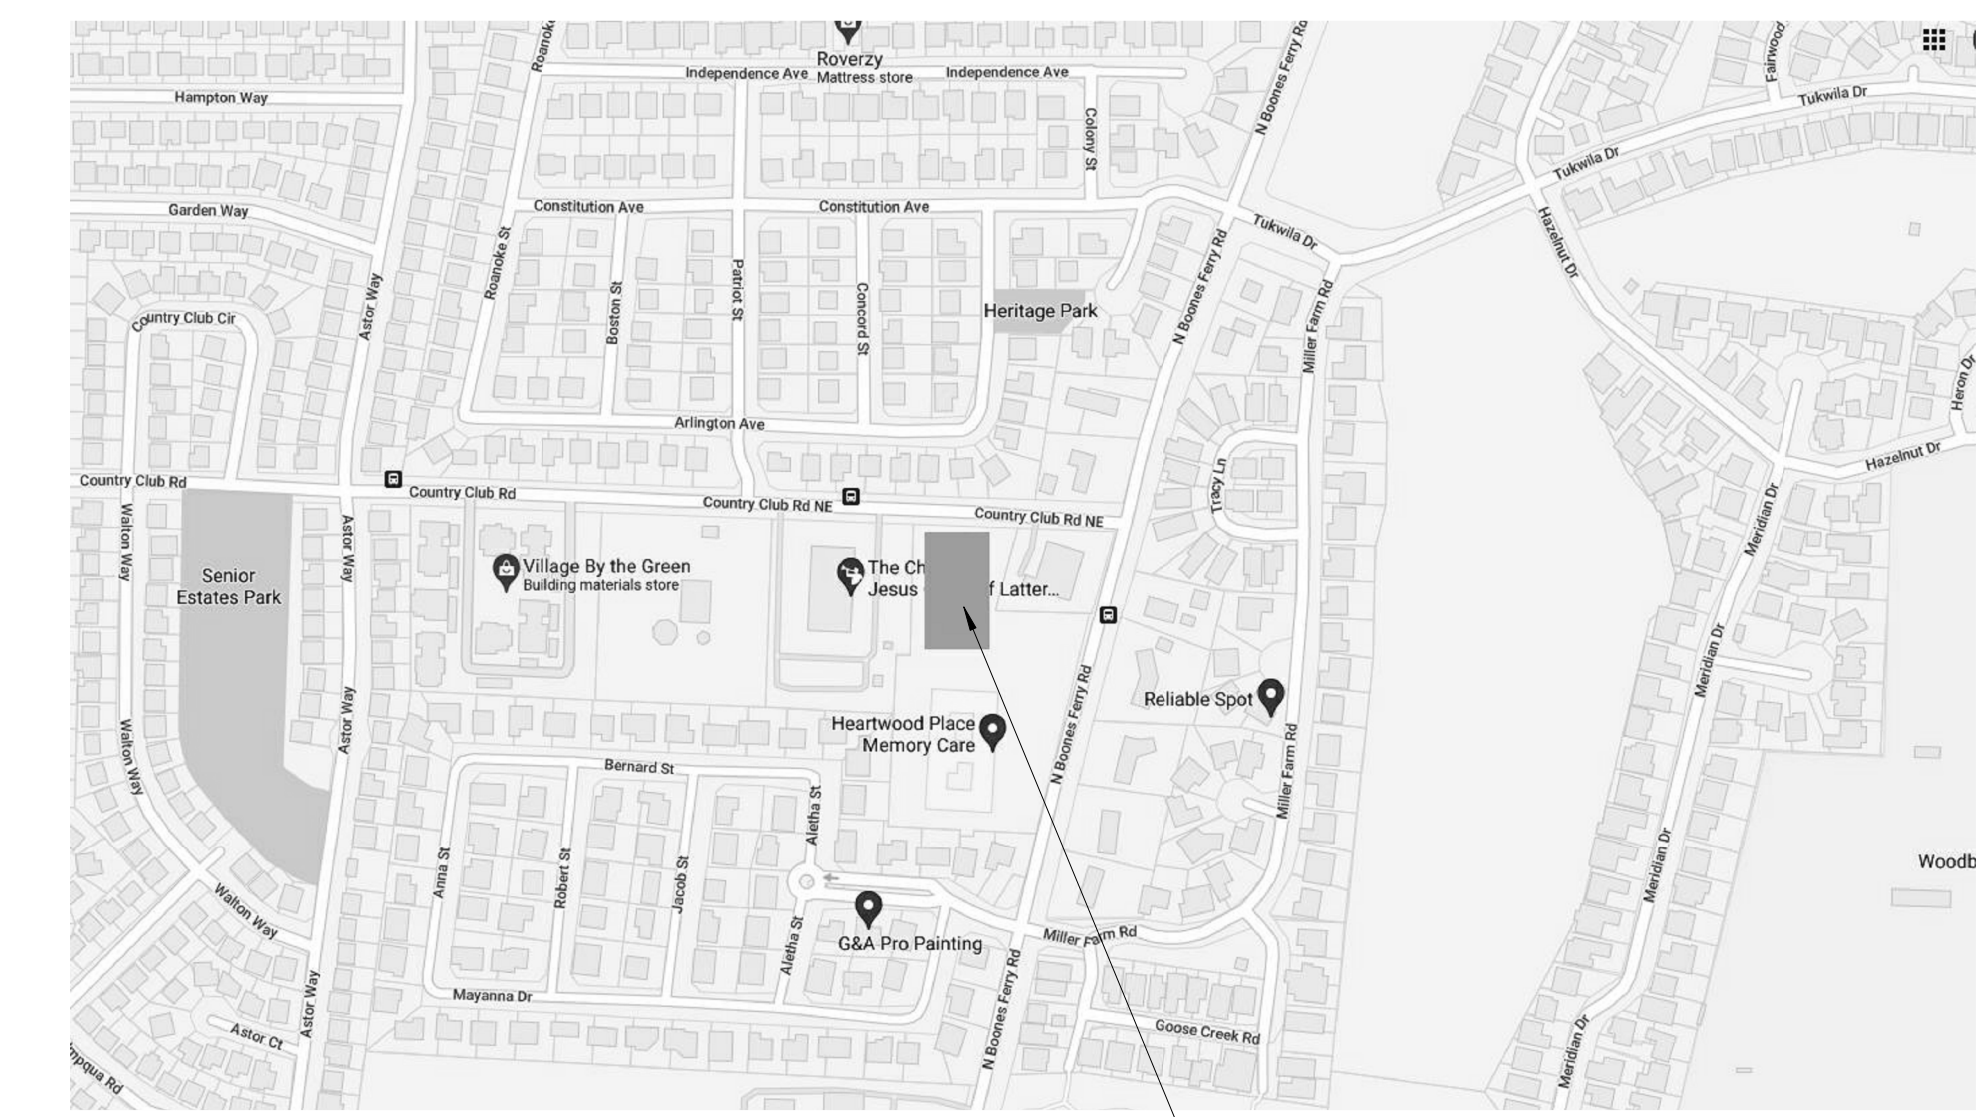 Roanoke
Roverzy
Mattress store
Independence Ave
Independence Ave
Hampton Way
N Boones Ferry Rd
Fairwood
Tukwila Dr
Colony St
Tukwila Dr
Garden Way
Constitution Ave
Constitution Ave
Tukwila Dr
Hazelnut Dr
Roanoke St
Patriot St
N Boones Ferry Rd
Astor Way
Boston St
Concord St
Heritage Park
Miller Farm Rd
Country Club Cir
Heron Dr
Arlington Ave
Hazelnut Dr
Tracy Ln
Country Club Rd
Country Club Rd
Country Club Rd NE
Country Club Rd NE
Meridian Dr
Walton Way
Astor Way
Senior
Estates Park
Village By the Green
Building materials store
The Ch
Jesus
f Latter...
Meridian Dr
N Boones Ferry Rd
Reliable Spot
Astor Way
Heartwood Place
Memory Care
Walton Way
Bernard St
Miller Farm Rd
Aletha St
Meridian Dr
Woodb
Anna St
Robert St
Jacob St
Walton Way
Aletha St
G&A Pro Painting
Miller Farm Rd
Mayanna Dr
N Boones Ferry Rd
Astor Way
Astor Ct
Goose Creek Rd
Meridian Dr
mpqua Rd